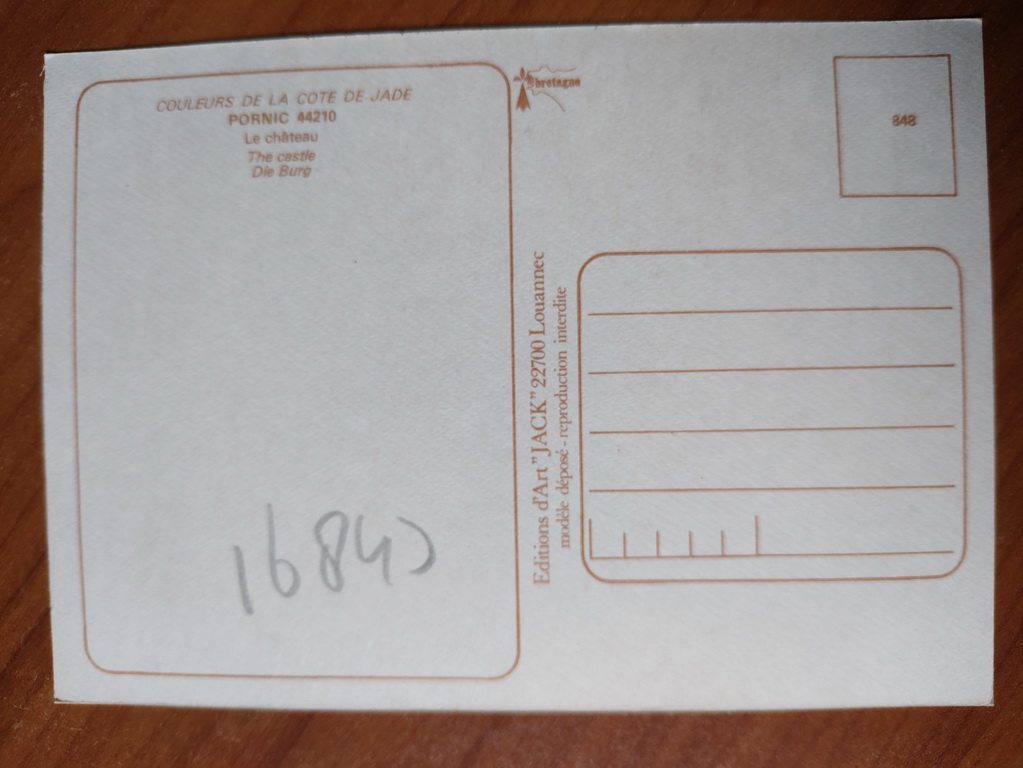 COULEURS DE LA COTE DE JADE
PORNIC 44210
Le château
The castle
Die Burg
bretagne
848
Editions d'Art "JACK" 22700 Louannec
modèle déposé - reproduction interdite